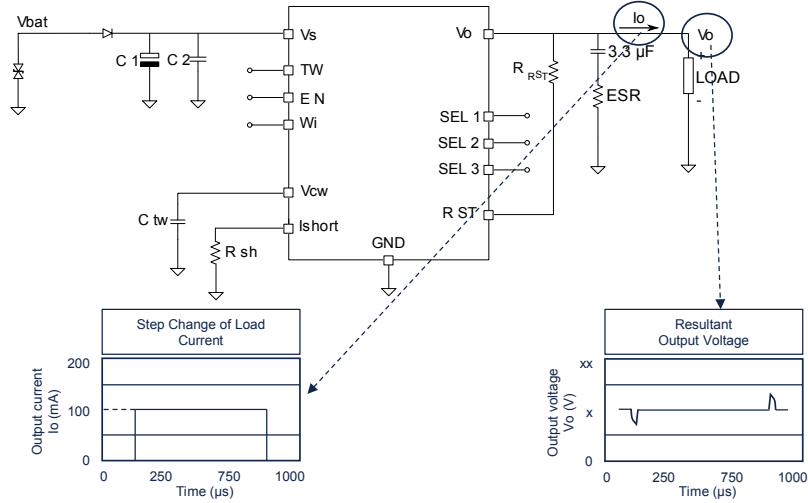 Vbat
C 1
C 2
Vs
TW
E N
Wi
Vcw
C tw
Ishort
R sh
GND
Vo
SEL 1
SEL 2
SEL 3
R ST
R RST
3.3 µF
ESR
Io
Vo
+
LOAD
-
Step Change of Load
Current
Output current
Io (mA)
200
100
0
0 250 750 1000
Time (µs)
Resultant
Output Voltage
Output voltage
Vo (V)
xx
x
0
0 250 750 1000
Time (µs)